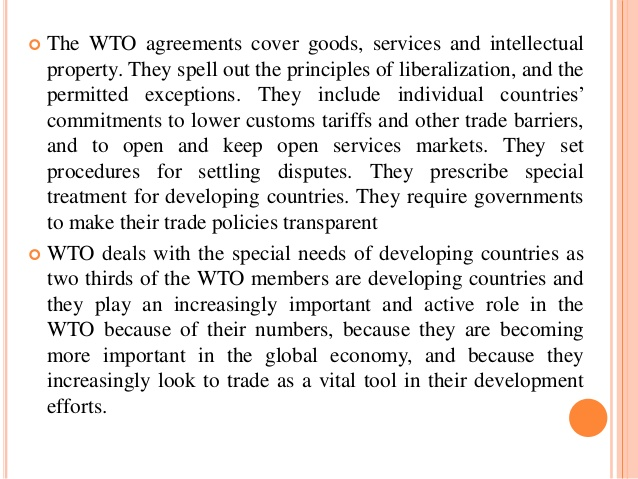 The WTO agreements cover goods, services and intellectual
property. They spell out the principles of liberalization, and the
permitted exceptions. They include individual countries’
commitments to lower customs tariffs and other trade barriers,
and to open and keep open services markets. They set
procedures for settling disputes. They prescribe special
treatment for developing countries. They require governments
to make their trade policies transparent
WTO deals with the special needs of developing countries as
two thirds of the WTO members are developing countries and
they play an increasingly important and active role in the
WTO because of their numbers, because they are becoming
more important in the global economy, and because they
increasingly look to trade as a vital tool in their development
efforts.